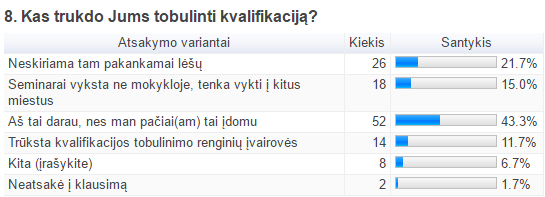 8. Kas trukdo Jums tobulinti kvalifikaciją?
Atsakymo variantai Kiekis Santykis
Neskiriama tam pakankamai lėšų 26 21.7%
Seminarai vyksta ne mokykloje, tenka vykti į kitus 18 15.0%
miestus
Aš tai darau, nes man pačiai(am) tai įdomu 52 43.3%
Trūksta kvalifikacijos tobulinimo renginių įvairovės 14 11.7%
Kita (įrašykite) 8 6.7%
Neatsakė į klausimą 2 1.7%